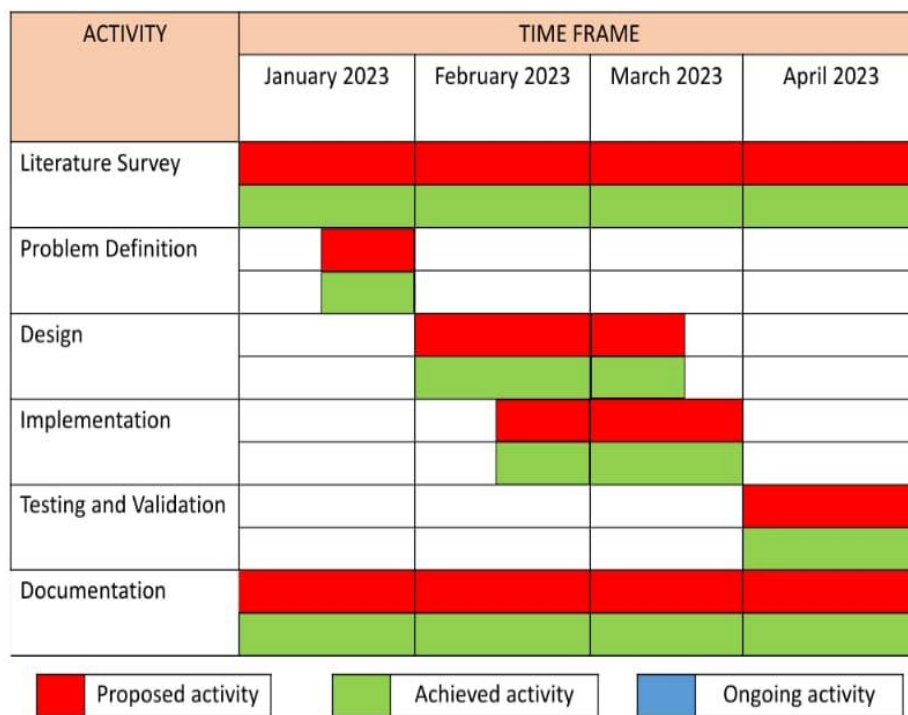 ACTIVITY
TIME FRAME
January 2023
February 2023
March 2023
April 2023
Literature Survey
Problem Definition
Design
Implementation
Testing and Validation
Documentation
Proposed activity
Achieved activity
Ongoing activity